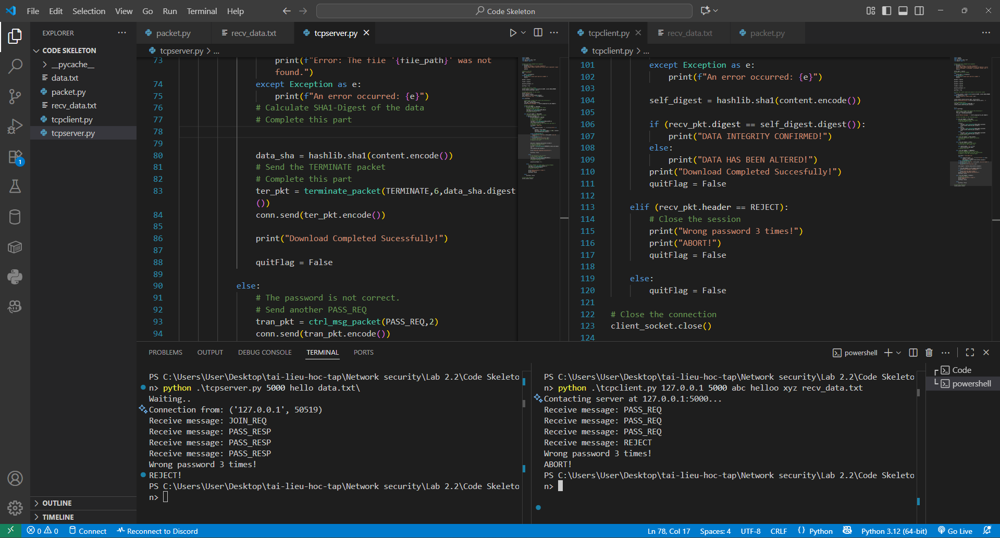 File Edit Selection View Go Run Terminal Help
Code Skeleton
EXPLORER
CODE SKELETON
__pycache__
data.txt
packet.py
recv_data.txt
tcpclient.py
tcpserver.py
OUTLINE
TIMELINE
1
packet.py recv_data.txt tcpserver.py
tcpserver.py > ...
73 print(f"Error: The file '{file_path}' was not
found.")
74 except Exception as e:
75 print(f"An error occurred: {e}")
76 # Calculate SHA1-Digest of the data
77 # Complete this part
78
79
80 data_sha = hashlib.sha1(content.encode())
81 # Send the TERMINATE packet
82 # Complete this part
83 ter_pkt = terminate_packet(TERMINATE,6,data_sha.digest
())
84 conn.send(ter_pkt.encode())
85
86 print("Download Completed Sucessfully!")
87
88 quitFlag = False
89
90 else:
91 # The password is not correct.
92 # Send another PASS_REQ
93 tran_pkt = ctrl_msg_packet(PASS_REQ,2)
94 conn.send(tran_pkt.encode())
tcpclient.py recv_data.txt packet.py
tcpclient.py > ...
101 except Exception as e:
102 print(f"An error occurred: {e}")
103
104 self_digest = hashlib.sha1(content.encode())
105
106 if (recv_pkt.digest == self_digest.digest()):
107 print("DATA INTEGRITY CONFIRMED!")
108 else:
109 print("DATA HAS BEEN ALTERED!")
110 print("Download Completed Succesfully!")
111 quitFlag = False
112
113 elif (recv_pkt.header == REJECT):
114 # Close the session
115 print("Wrong password 3 times!")
116 print("ABORT!")
117 quitFlag = False
118
119 else:
120 quitFlag = False
121
122 # Close the connection
123 client_socket.close()
124
PROBLEMS OUTPUT DEBUG CONSOLE TERMINAL PORTS
powershell
PS C:\Users\User\Desktop\tai-lieu-hoc-tap\Network security\Lab 2.2\Code Skeleto
n> python .\tcpserver.py 5000 hello data.txt\
Waiting..
Connection from: ('127.0.0.1', 50519)
Receive message: JOIN_REQ
Receive message: PASS_RESP
Receive message: PASS_RESP
Receive message: PASS_RESP
Wrong password 3 times!
REJECT!
PS C:\Users\User\Desktop\tai-lieu-hoc-tap\Network security\Lab 2.2\Code Skeleto
n>
PS C:\Users\User\Desktop\tai-lieu-hoc-tap\Network security\Lab 2.2\Code Skeleto
n> python .\tcpclient.py 127.0.0.1 5000 abc helloo xyz recv_data.txt
Contacting server at 127.0.0.1:5000...
Receive message: PASS_REQ
Receive message: PASS_REQ
Receive message: PASS_REQ
Receive message: REJECT
Wrong password 3 times!
ABORT!
PS C:\Users\User\Desktop\tai-lieu-hoc-tap\Network security\Lab 2.2\Code Skeleto
n>
Code
powershell
0 0 Connect Reconnect to Discord Ln 78, Col 17 Spaces: 4 UTF-8 CRLF {} Python Python 3.12 (64-bit) Go Live